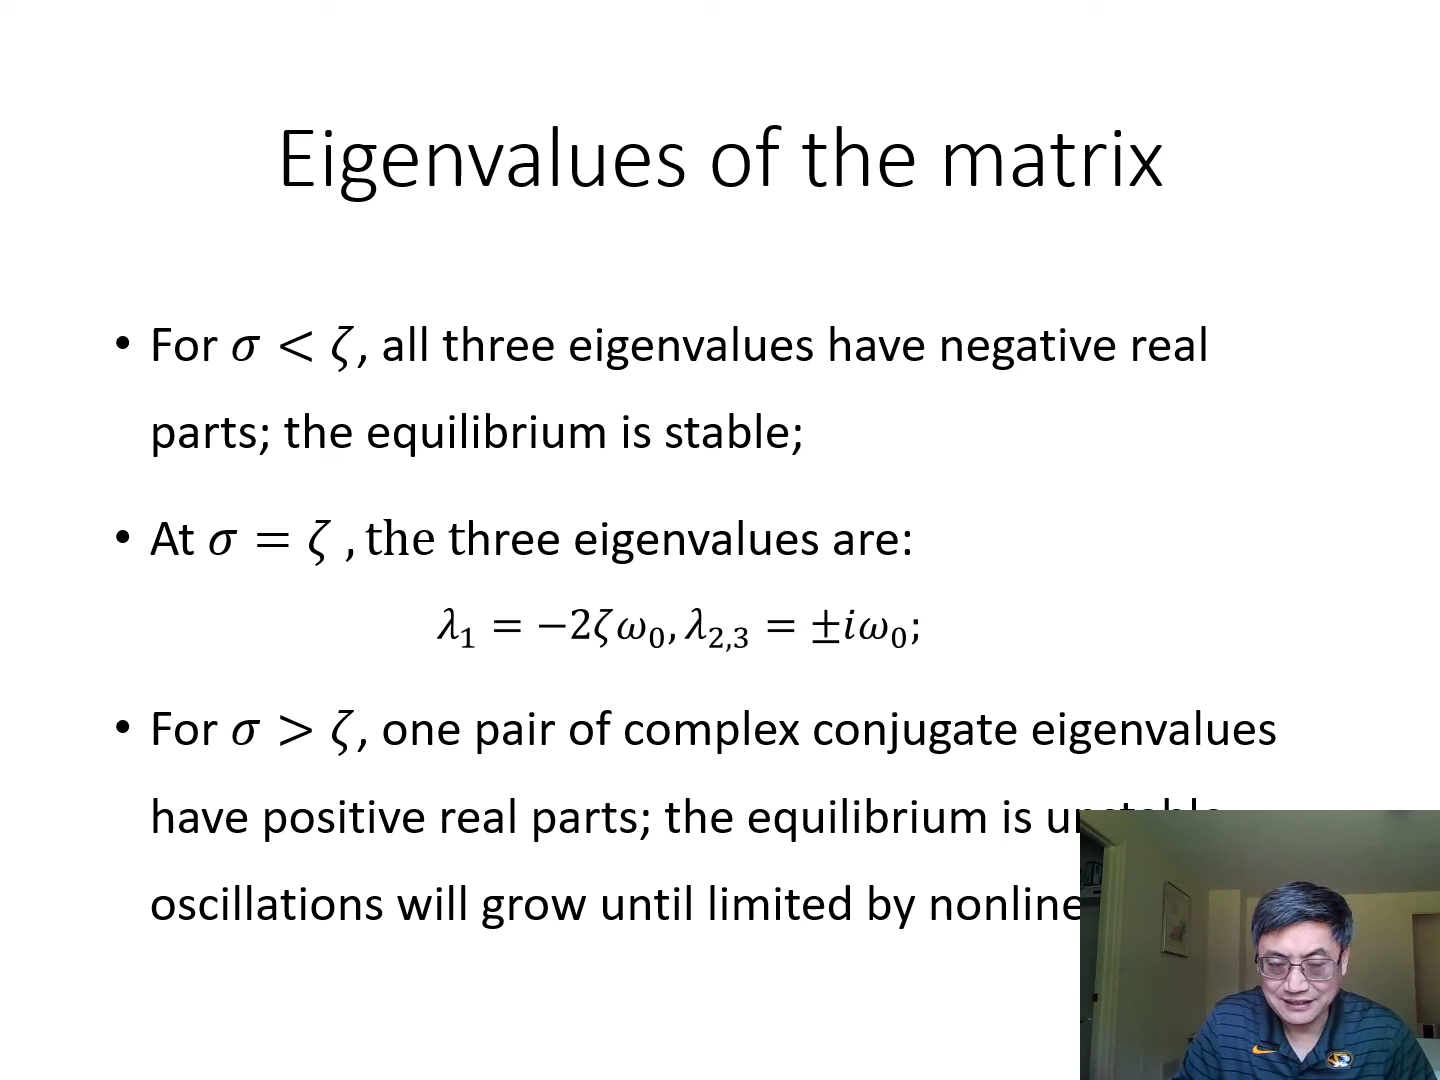 Eigenvalues of the matrix
• For 𝜎 < 𝜁, all three eigenvalues have negative real
parts; the equilibrium is stable;
• At 𝜎 = 𝜁 , the three eigenvalues are:
𝜆₁ = −2𝜁𝜔₀, 𝜆₂,₃ = ±𝑖𝜔₀;
• For 𝜎 > 𝜁, one pair of complex conjugate eigenvalues
have positive real parts; the equilibrium is
oscillations will grow until limited by